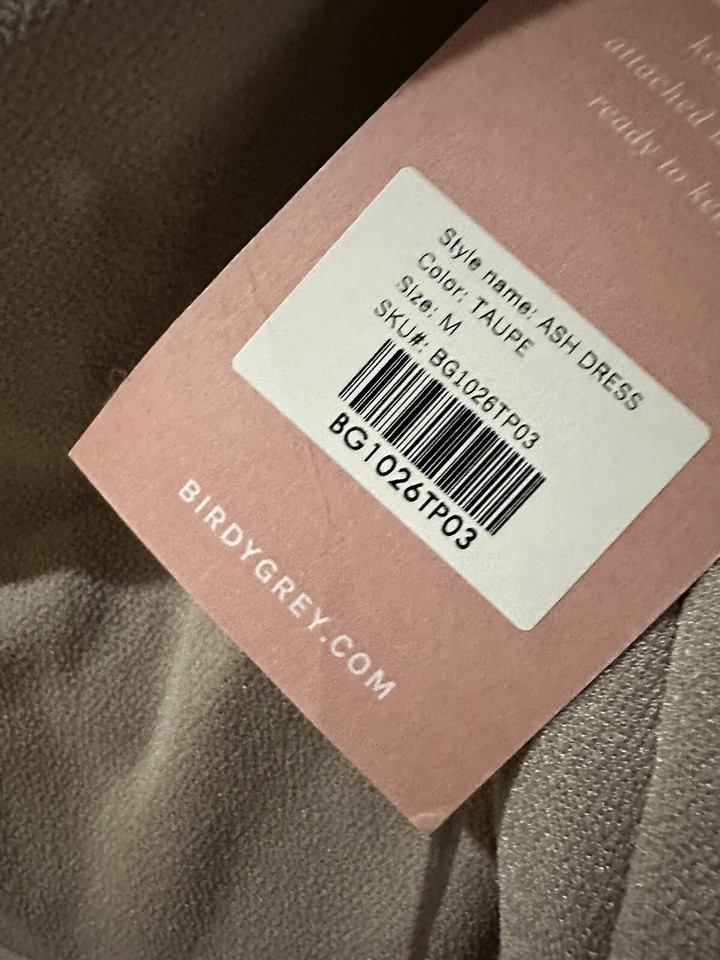 attached
ready to
Style name: ASH DRESS
Color: TAUPE
Size: M
SKU#: BG1026TP03
BG1026TP03
BIRDYGREY.COM